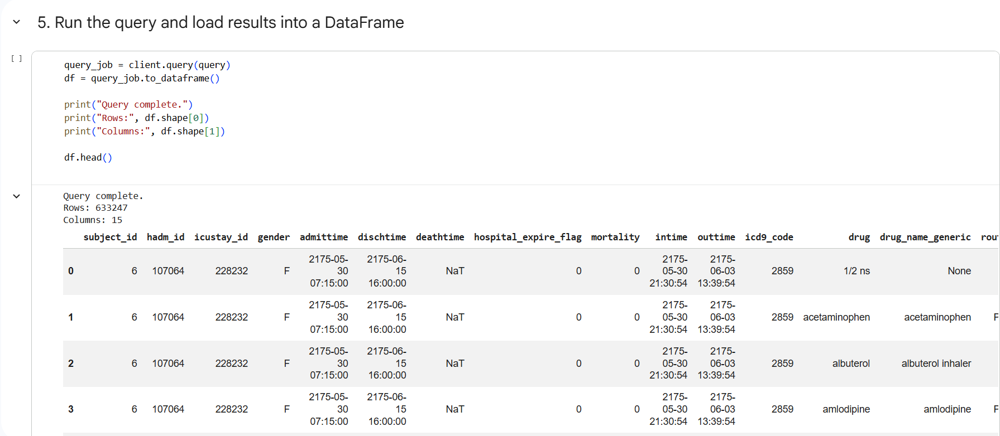 5. Run the query and load results into a DataFrame
[ ]
query_job = client.query(query)
df = query_job.to_dataframe()
print("Query complete.")
print("Rows:", df.shape[0])
print("Columns:", df.shape[1])
df.head()
Query complete.
Rows: 633247
Columns: 15
subject_id hadm_id icustay_id gender admittime dischtime deathtime hospital_expire_flag mortality intime outtime icd9_code drug drug_name_generic
0 6 107064 228232 F 2175-05-30 07:15:00 2175-06-15 16:00:00 NaT 0 0 2175-05-30 21:30:54 2175-06-03 13:39:54 2859 1/2 ns None
1 6 107064 228232 F 2175-05-30 07:15:00 2175-06-15 16:00:00 NaT 0 0 2175-05-30 21:30:54 2175-06-03 13:39:54 2859 acetaminophen acetaminophen
2 6 107064 228232 F 2175-05-30 07:15:00 2175-06-15 16:00:00 NaT 0 0 2175-05-30 21:30:54 2175-06-03 13:39:54 2859 albuterol albuterol inhaler
3 6 107064 228232 F 2175-05-30 07:15:00 2175-06-15 16:00:00 NaT 0 0 2175-05-30 21:30:54 2175-06-03 13:39:54 2859 amlodipine amlodipine